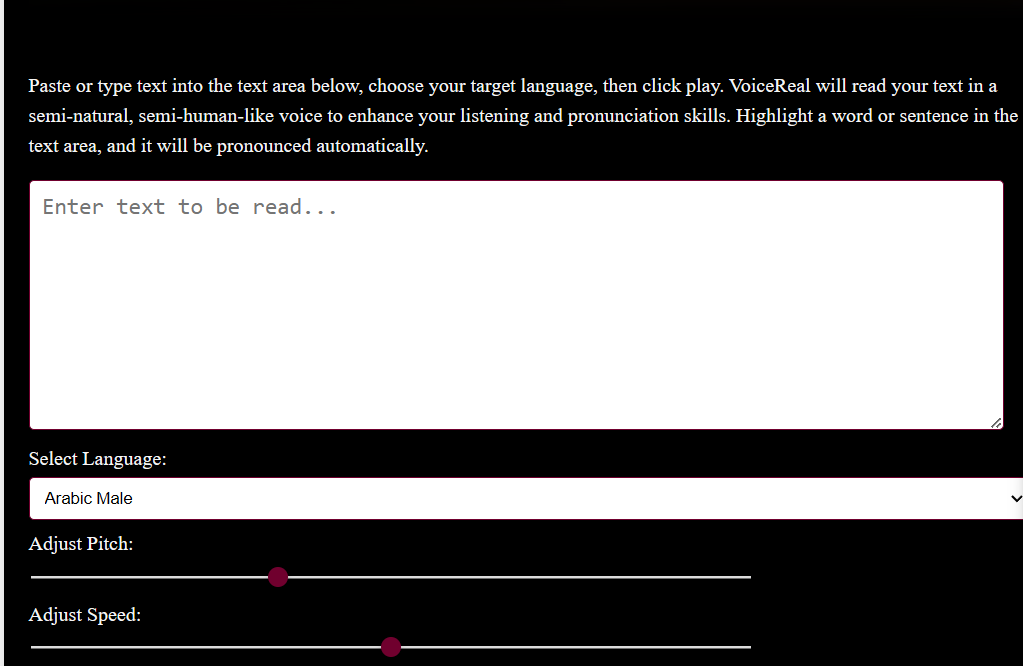 Paste or type text into the text area below, choose your target language, then click play. VoiceReal will read your text in a
semi-natural, semi-human-like voice to enhance your listening and pronunciation skills. Highlight a word or sentence in the
text area, and it will be pronounced automatically.
Enter text to be read...
Select Language:
Arabic Male
Adjust Pitch:
Adjust Speed: